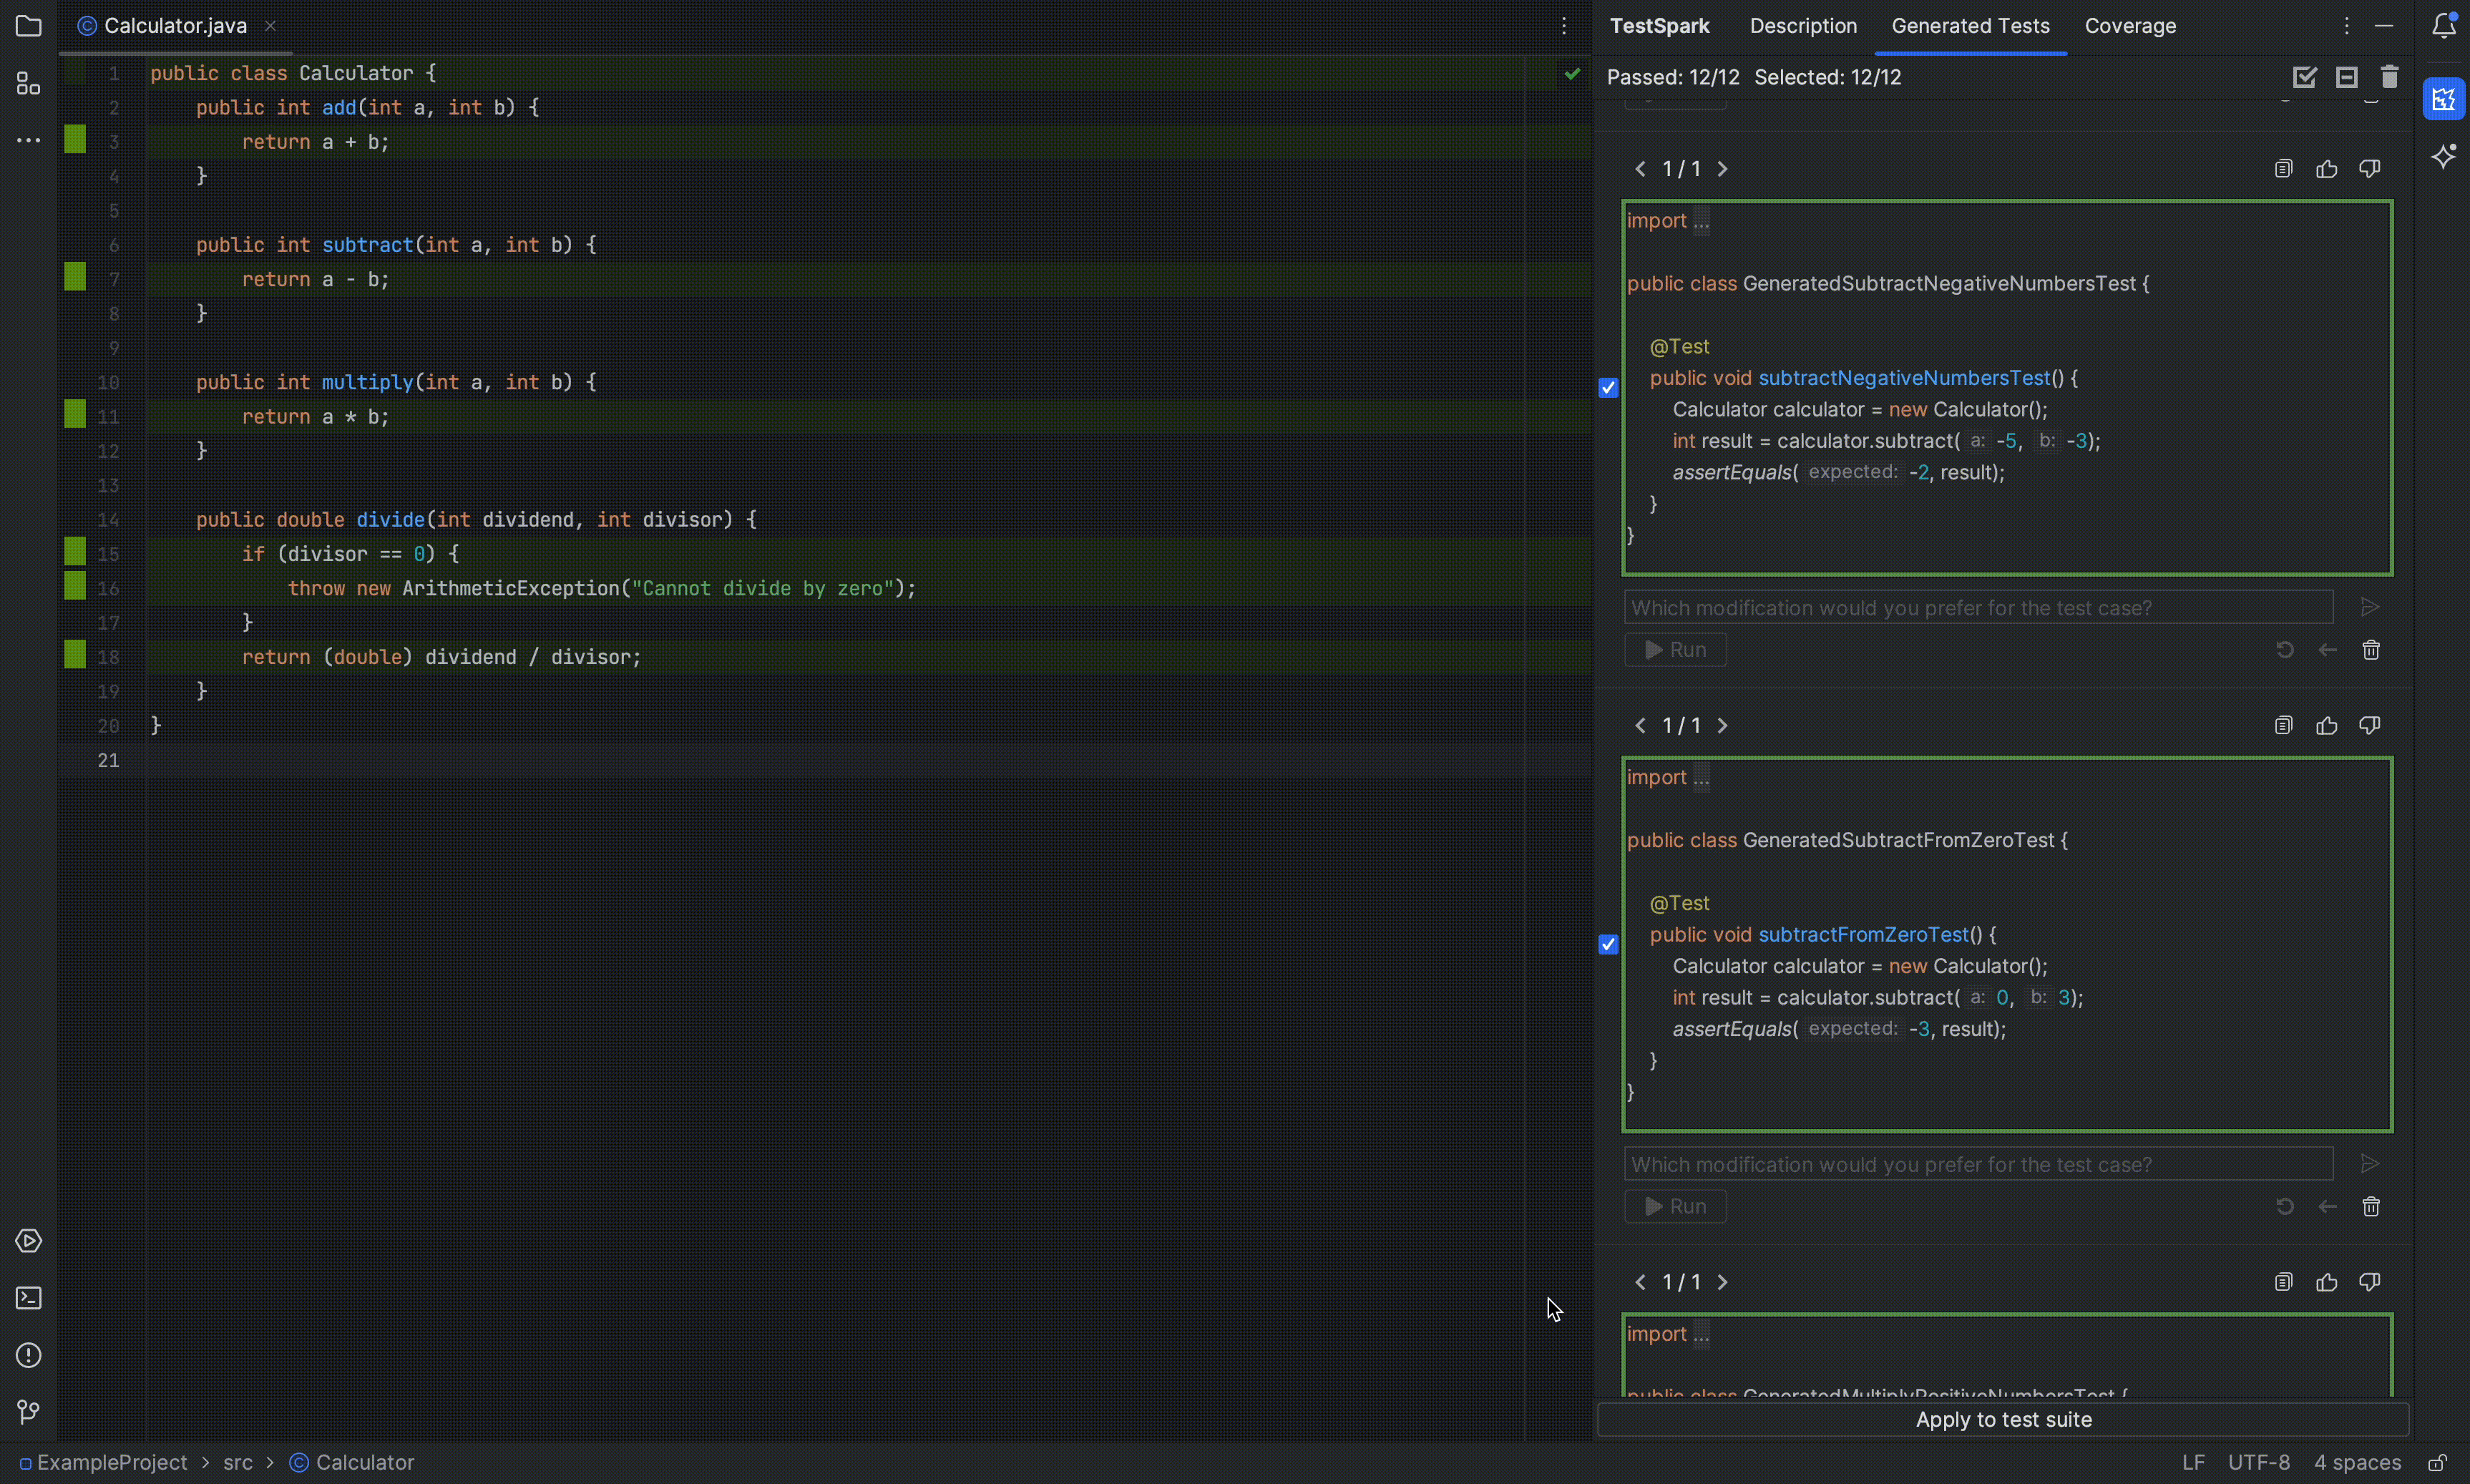 Calculator.java
1 public class Calculator {
2 public int add(int a, int b) {
3 return a + b;
4 }
5
6 public int subtract(int a, int b) {
7 return a - b;
8 }
9
10 public int multiply(int a, int b) {
11 return a * b;
12 }
13
14 public double divide(int dividend, int divisor) {
15 if (divisor == 0) {
16 throw new ArithmeticException("Cannot divide by zero");
17 }
18 return (double) dividend / divisor;
19 }
20 }
21
TestSpark Description Generated Tests Coverage
Passed: 12/12 Selected: 12/12
1 / 1
import ...
public class GeneratedSubtractNegativeNumbersTest {
@Test
public void subtractNegativeNumbersTest() {
Calculator calculator = new Calculator();
int result = calculator.subtract( a: -5, b: -3);
assertEquals( expected: -2, result);
}
}
Which modification would you prefer for the test case?
Run
1 / 1
import ...
public class GeneratedSubtractFromZeroTest {
@Test
public void subtractFromZeroTest() {
Calculator calculator = new Calculator();
int result = calculator.subtract( a: 0, b: 3);
assertEquals( expected: -3, result);
}
}
Which modification would you prefer for the test case?
Run
1 / 1
import ...
public class GeneratedMultiplyPositiveNumbersTest {
Apply to test suite
ExampleProject > src > Calculator
LF UTF-8 4 spaces